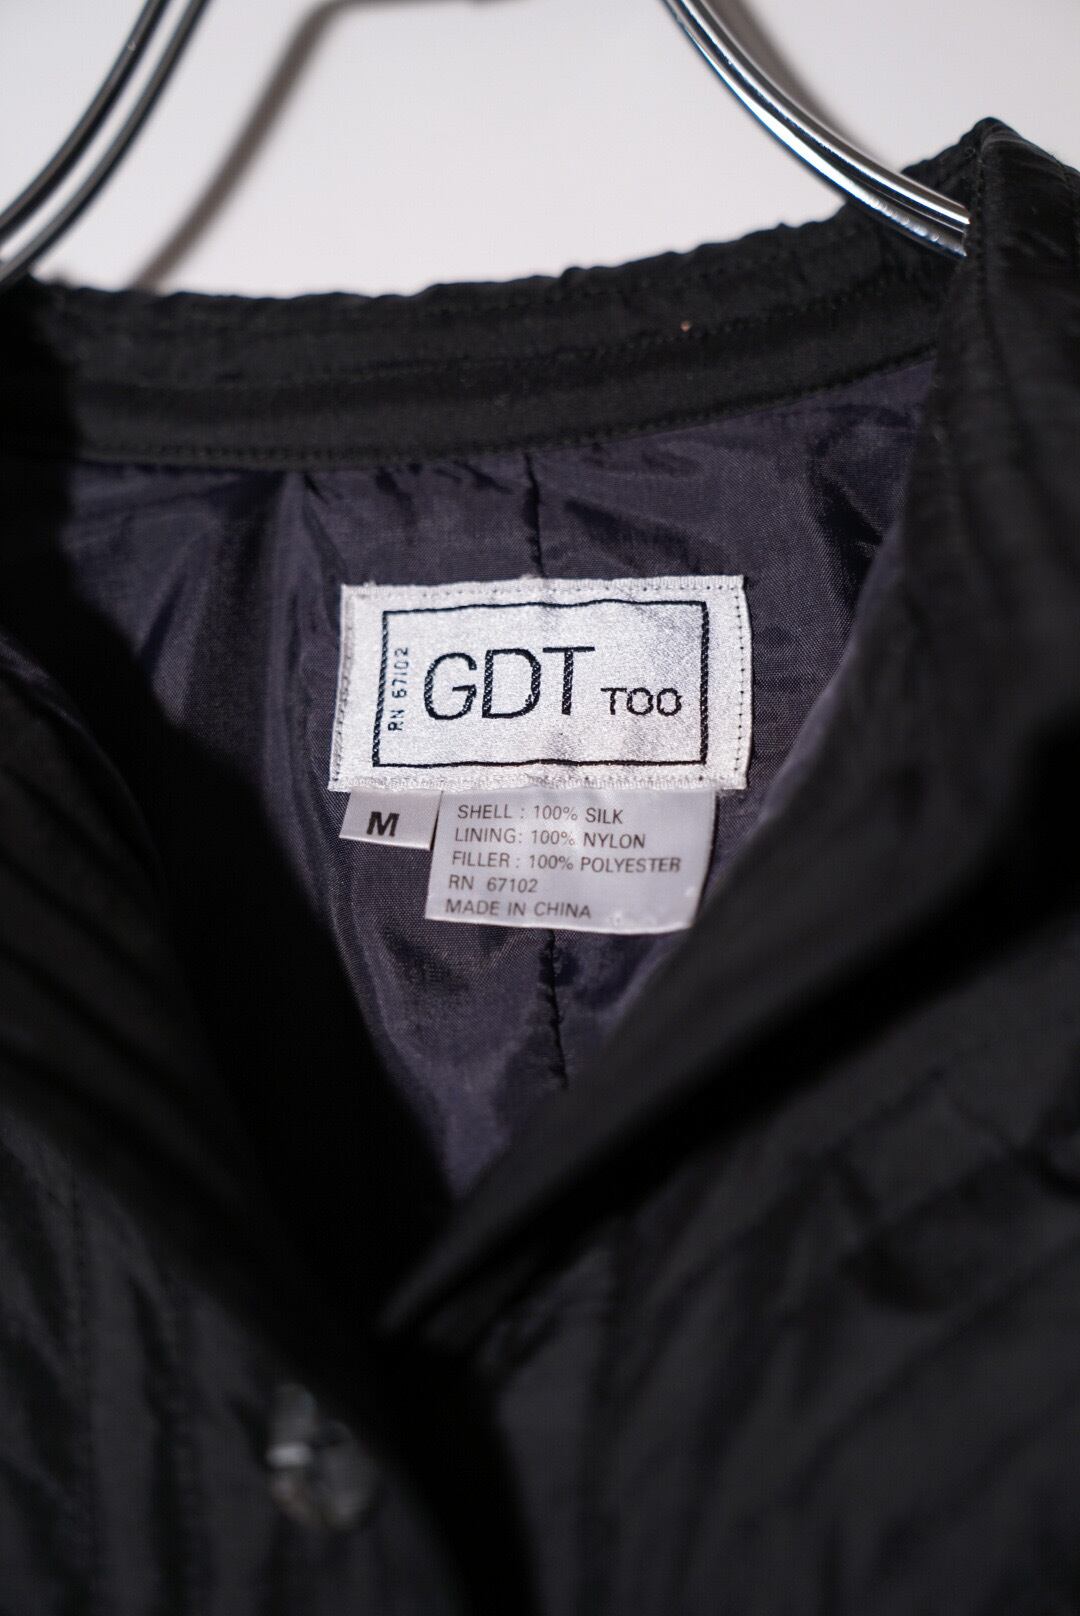 RN 67102
GDT TOO
M
SHELL : 100% SILK
LINING: 100% NYLON
FILLER : 100% POLYESTER
RN 67102
MADE IN CHINA